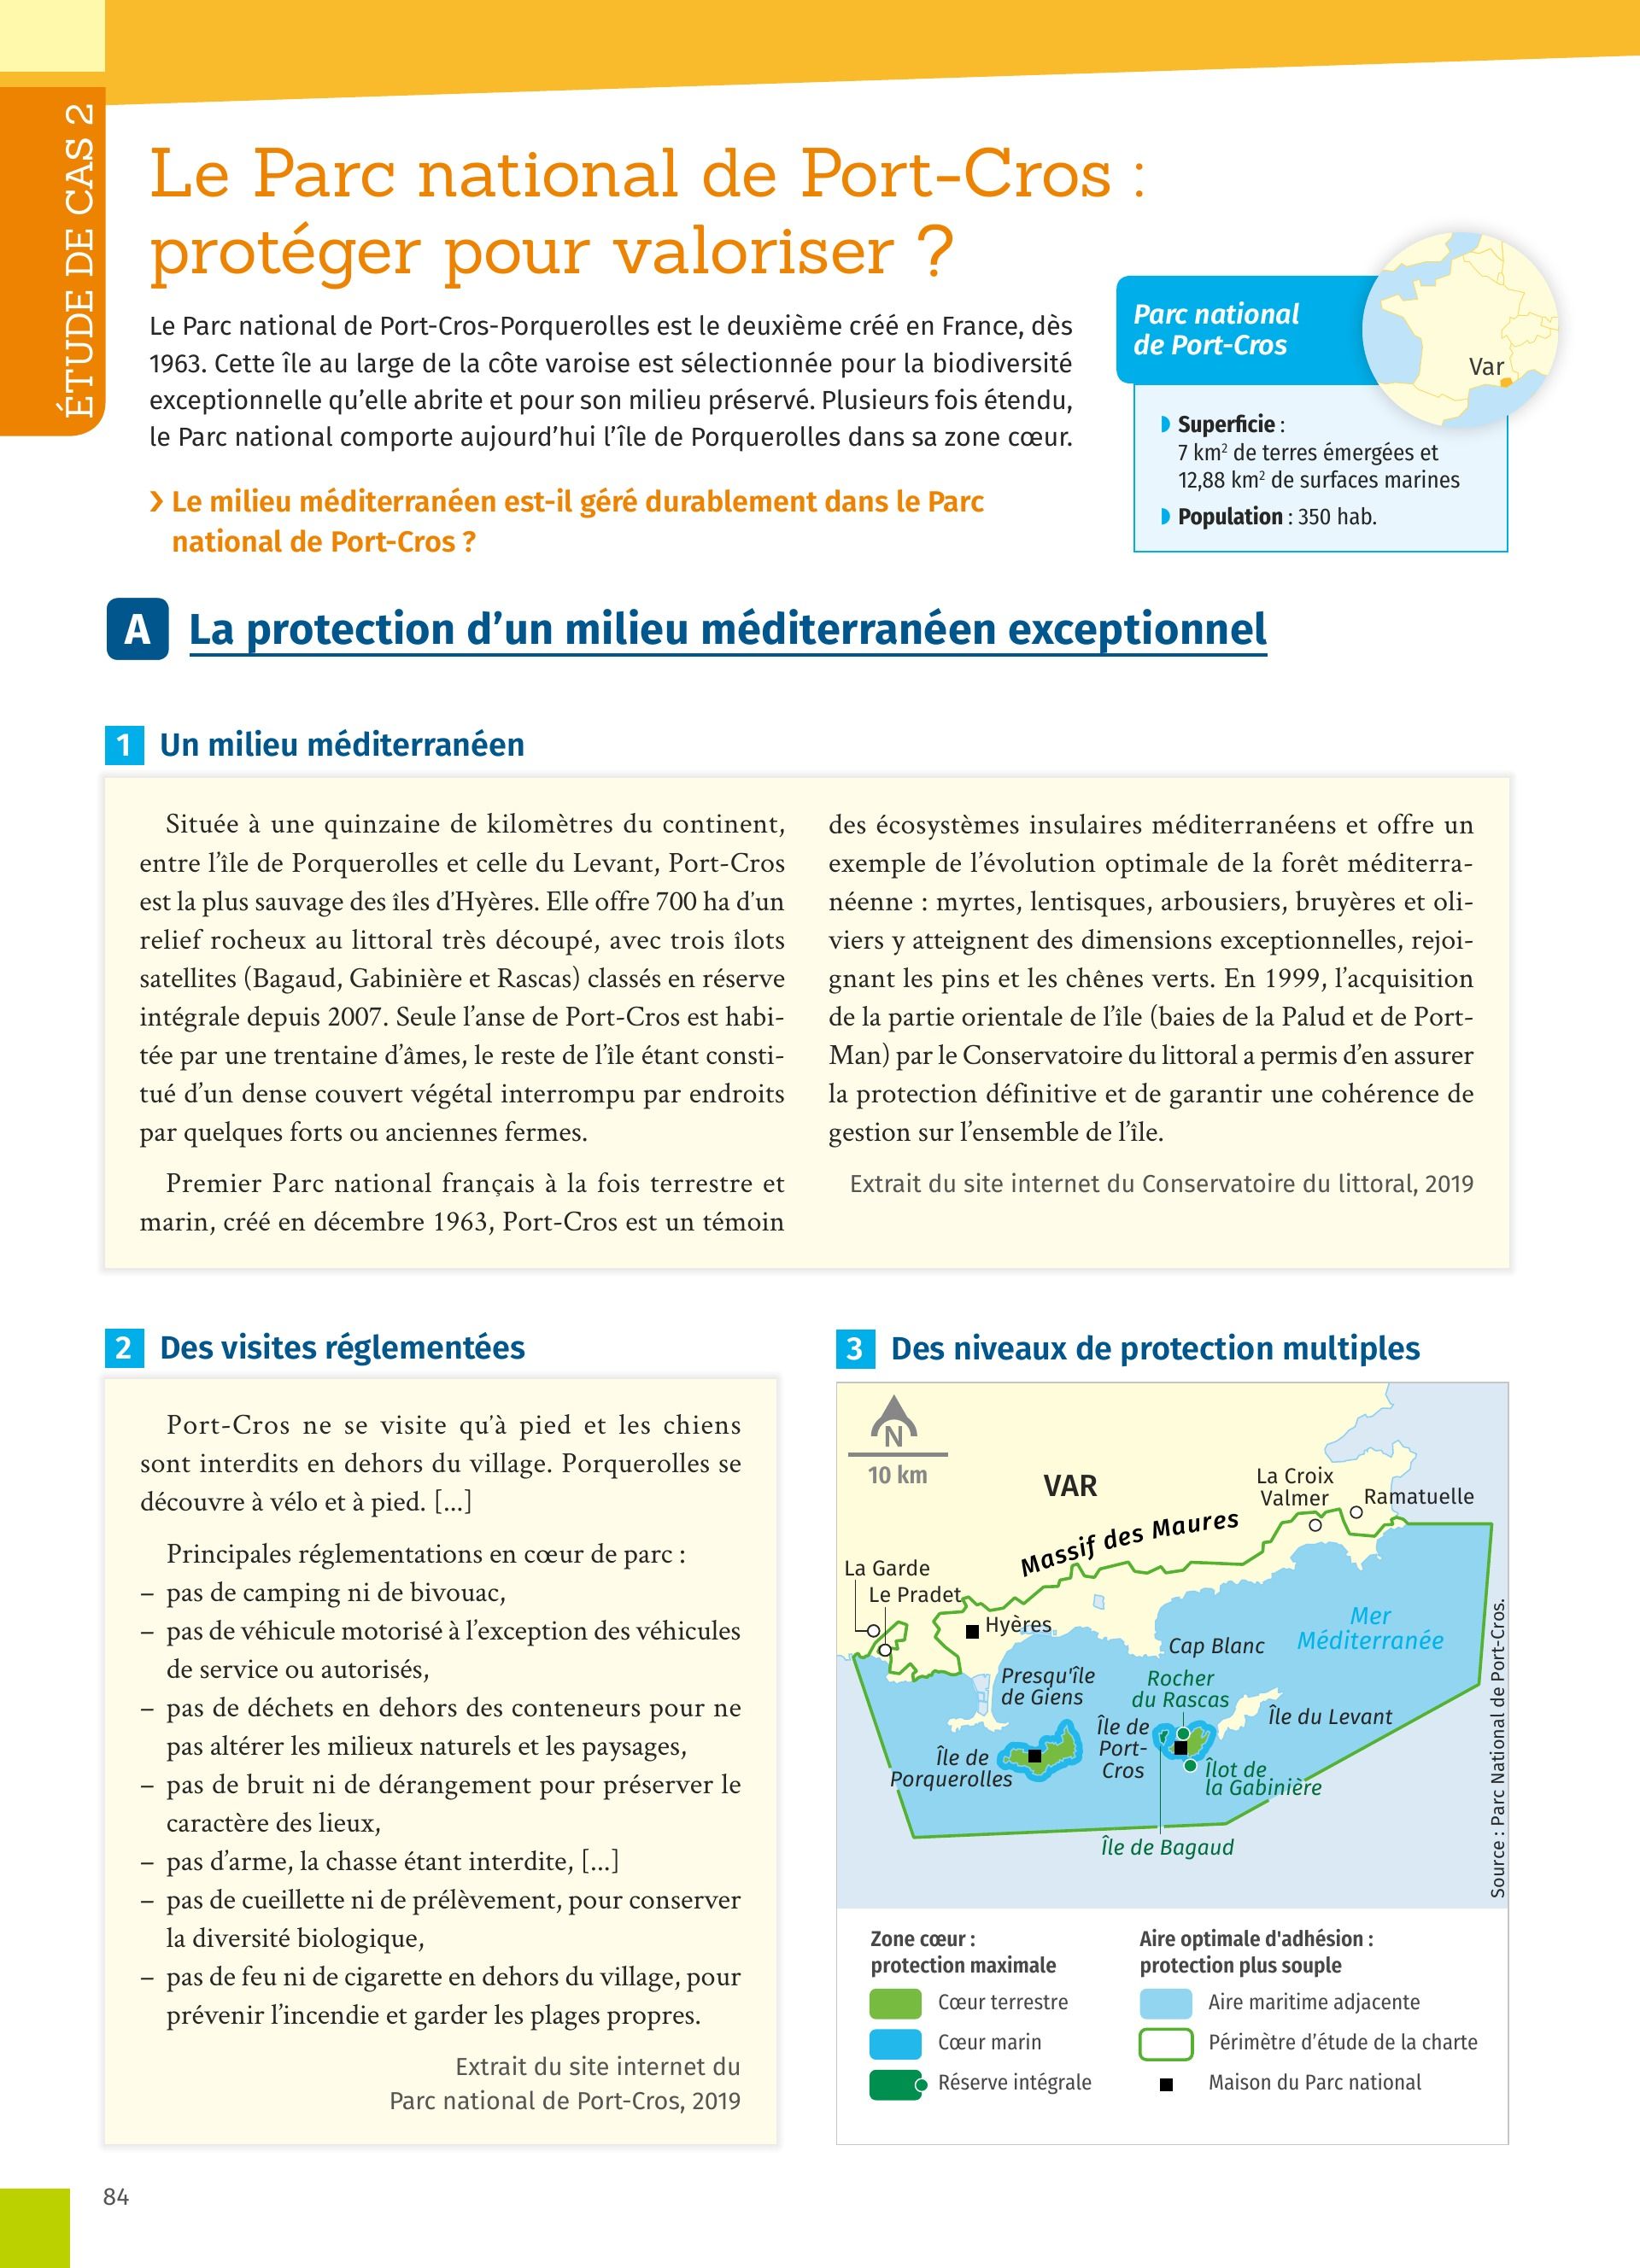 ÉTUDE DE CAS 2
Le Parc national de Port-Cros :
protéger pour valoriser ?
Le Parc national de Port-Cros-Porquerolles est le deuxième créé en France, dès
1963. Cette île au large de la côte varoise est sélectionnée pour la biodiversité
exceptionnelle qu’elle abrite et pour son milieu préservé. Plusieurs fois étendu,
le Parc national comporte aujourd’hui l’île de Porquerolles dans sa zone cœur.
❯ Le milieu méditerranéen est-il géré durablement dans le Parc
national de Port-Cros ?
Parc national
de Port-Cros
Var
Superficie :
7 km² de terres émergées et
12,88 km² de surfaces marines
Population : 350 hab.
A La protection d’un milieu méditerranéen exceptionnel
1 Un milieu méditerranéen
Située à une quinzaine de kilomètres du continent,
entre l’île de Porquerolles et celle du Levant, Port-Cros
est la plus sauvage des îles d’Hyères. Elle offre 700 ha d’un
relief rocheux au littoral très découpé, avec trois îlots
satellites (Bagaud, Gabinière et Rascas) classés en réserve
intégrale depuis 2007. Seule l’anse de Port-Cros est habi-
tée par une trentaine d’âmes, le reste de l’île étant consti-
tué d’un dense couvert végétal interrompu par endroits
par quelques forts ou anciennes fermes.
Premier Parc national français à la fois terrestre et
marin, créé en décembre 1963, Port-Cros est un témoin
des écosystèmes insulaires méditerranéens et offre un
exemple de l’évolution optimale de la forêt méditerra-
néenne : myrtes, lentisques, arbousiers, bruyères et oli-
viers y atteignent des dimensions exceptionnelles, rejoi-
gnant les pins et les chênes verts. En 1999, l’acquisition
de la partie orientale de l’île (baies de la Palud et de Port-
Man) par le Conservatoire du littoral a permis d’en assurer
la protection définitive et de garantir une cohérence de
gestion sur l’ensemble de l’île.
Extrait du site internet du Conservatoire du littoral, 2019
2 Des visites réglementées
Port-Cros ne se visite qu’à pied et les chiens
sont interdits en dehors du village. Porquerolles se
découvre à vélo et à pied. [...]
Principales réglementations en cœur de parc :
– pas de camping ni de bivouac,
– pas de véhicule motorisé à l’exception des véhicules
de service ou autorisés,
– pas de déchets en dehors des conteneurs pour ne
pas altérer les milieux naturels et les paysages,
– pas de bruit ni de dérangement pour préserver le
caractère des lieux,
– pas d’arme, la chasse étant interdite, [...]
– pas de cueillette ni de prélèvement, pour conserver
la diversité biologique,
– pas de feu ni de cigarette en dehors du village, pour
prévenir l’incendie et garder les plages propres.
Extrait du site internet du
Parc national de Port-Cros, 2019
3 Des niveaux de protection multiples
N
10 km
VAR
La Croix
Valmer
Ramatuelle
Massif des Maures
La Garde
Le Pradet
Hyères
Mer
Méditerranée
Cap Blanc
Presqu'île
de Giens
Rocher
du Rascas
Île du Levant
Île de
Port-
Cros
Île de
Porquerolles
Îlot de
la Gabinière
Île de Bagaud
Source : Parc National de Port-Cros.
Zone cœur :
protection maximale
Cœur terrestre
Cœur marin
Réserve intégrale
Aire optimale d'adhésion :
protection plus souple
Aire maritime adjacente
Périmètre d’étude de la charte
Maison du Parc national
84